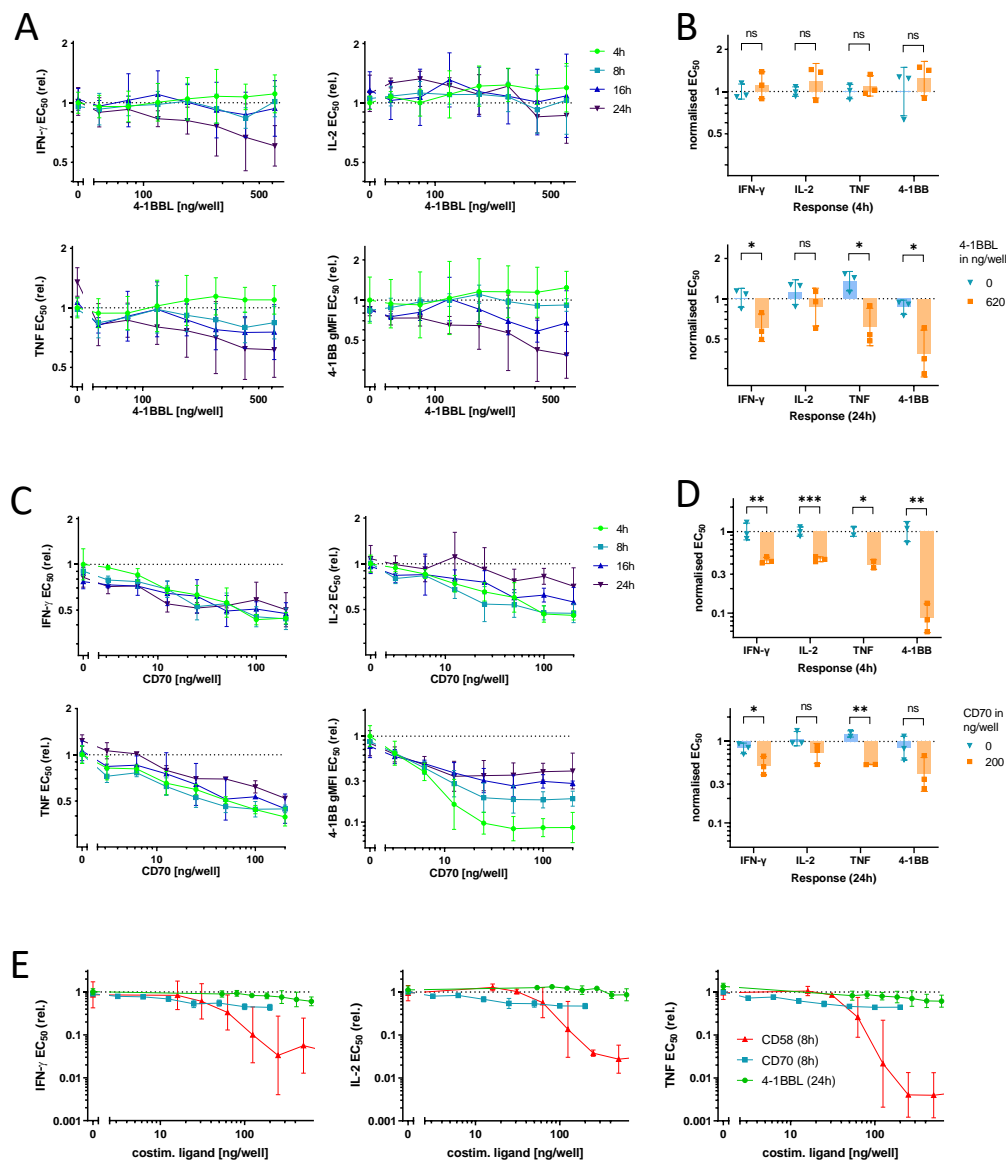 A
IFN-γ EC50 (rel.)
2
1
0.5
0
100
500
4-1BBL [ng/well]
IL-2 EC50 (rel.)
2
1
0.5
0
100
500
4-1BBL [ng/well]
4h
8h
16h
24h
TNF EC50 (rel.)
2
1
0.5
0
100
500
4-1BBL [ng/well]
4-1BB gMFI EC50 (rel.)
2
1
0.5
0
100
500
4-1BBL [ng/well]
B
normalised EC50
2
1
0.5
ns
ns
ns
ns
IFN-γ
IL-2
TNF
4-1BB
Response (4h)
normalised EC50
2
1
0.5
*
ns
*
*
IFN-γ
IL-2
TNF
4-1BB
Response (24h)
4-1BBL
in ng/well
0
620
C
IFN-γ EC50 (rel.)
2
1
0.5
0
10
100
CD70 [ng/well]
IL-2 EC50 (rel.)
2
1
0.5
0
10
100
CD70 [ng/well]
4h
8h
16h
24h
TNF EC50 (rel.)
2
1
0.5
0
10
100
CD70 [ng/well]
4-1BB gMFI EC50 (rel.)
1
0.3
0.1
0
10
100
CD70 [ng/well]
D
normalised EC50
1
0.3
0.1
**
***
*
**
IFN-γ
IL-2
TNF
4-1BB
Response (4h)
normalised EC50
1
0.3
0.1
*
ns
**
ns
IFN-γ
IL-2
TNF
4-1BB
Response (24h)
CD70 in
ng/well
0
200
E
IFN-γ EC50 (rel.)
1
0.1
0.01
0.001
0
10
100
costim. ligand [ng/well]
IL-2 EC50 (rel.)
1
0.1
0.01
0.001
0
10
100
costim. ligand [ng/well]
TNF EC50 (rel.)
1
0.1
0.01
0.001
0
10
100
costim. ligand [ng/well]
CD58 (8h)
CD70 (8h)
4-1BBL (24h)